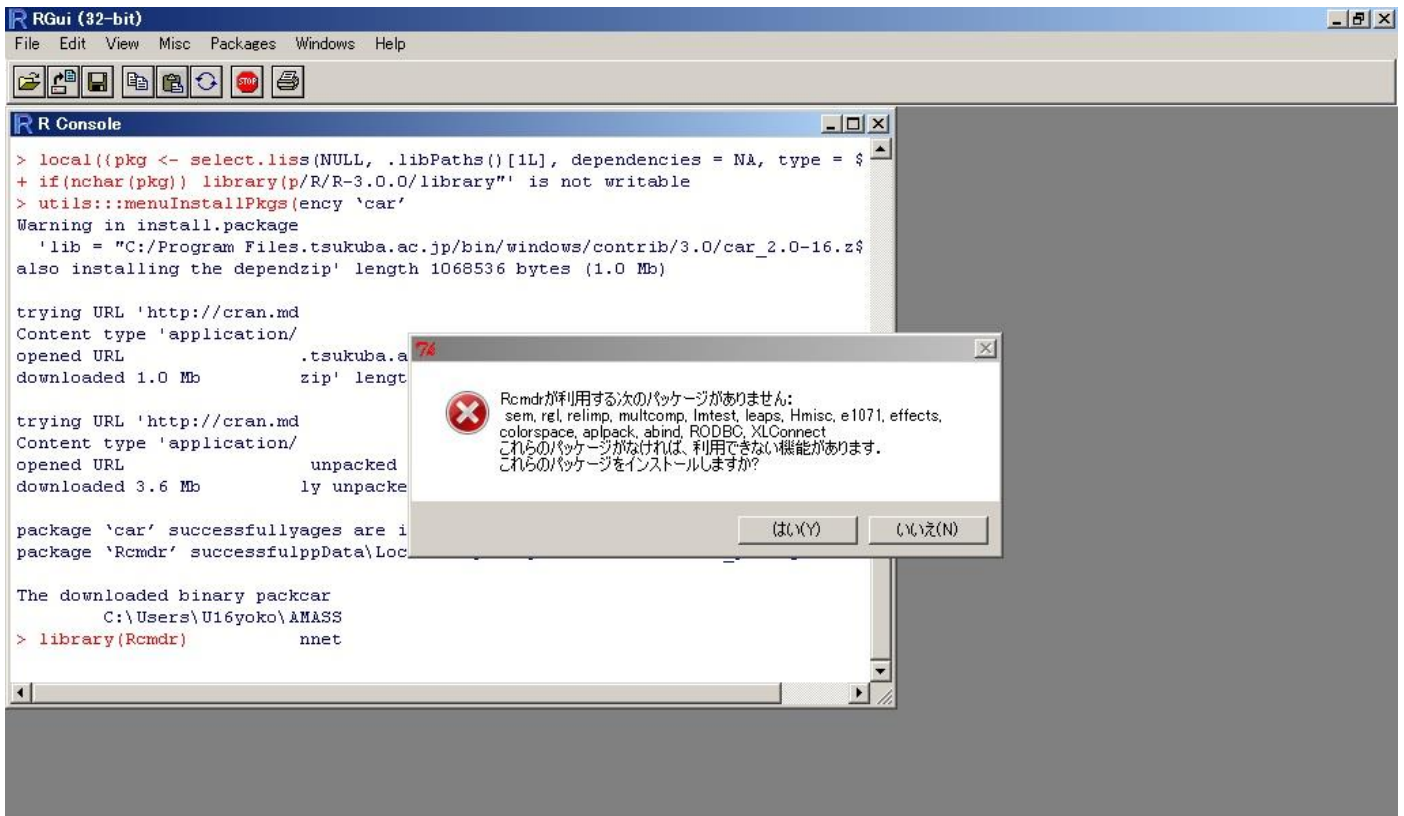 RGui (32-bit)
File Edit View Misc Packages Windows Help
STOP
R Console
> local((pkg <- select.liss(NULL, .libPaths()[1L], dependencies = NA, type = $
+ if(nchar(pkg)) library(p/R/R-3.0.0/library"' is not writable
> utils:::menuInstallPkgs(ency ‵car′
Warning in install.package
'lib = "C:/Program Files.tsukuba.ac.jp/bin/windows/contrib/3.0/car_2.0-16.z$
also installing the dependzip' length 1068536 bytes (1.0 Mb)
trying URL 'http://cran.md
Content type 'application/
opened URL .tsukuba.a
downloaded 1.0 Mb zip' lengt
trying URL 'http://cran.md
Content type 'application/
opened URL unpacked
downloaded 3.6 Mb ly unpacke
package ‵car′ successfullyages are i
package ‵Rcmdr′ successfulppData\Loc
The downloaded binary packcar
C:\Users\U16yoko\AMASS
> library(Rcmdr) nnet
Rcmdrが利用する次のパッケージがありません:
sem, rgl, relimp, multcomp, lmtest, leaps, Hmisc, e1071, effects,
colorspace, aplpack, abind, RODBC, XLConnect
これらのパッケージがなければ、利用できない機能があります.
これらのパッケージをインストールしますか?
はい(Y)
いいえ(N)